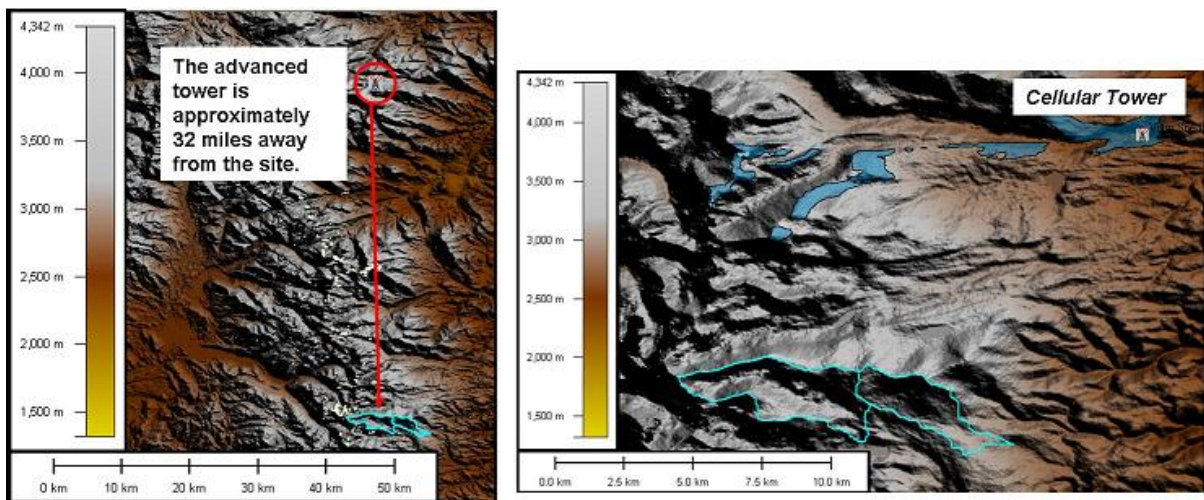 4,342 m
4,000 m
3,500 m
3,000 m
2,500 m
2,000 m
1,500 m
The advanced
tower is
approximately
32 miles away
from the site.
0 km 10 km 20 km 30 km 40 km 50 km
4,342 m
4,000 m
3,500 m
3,000 m
2,500 m
2,000 m
1,500 m
Cellular Tower
0.0 km 2.5 km 5.0 km 7.5 km 10.0 km